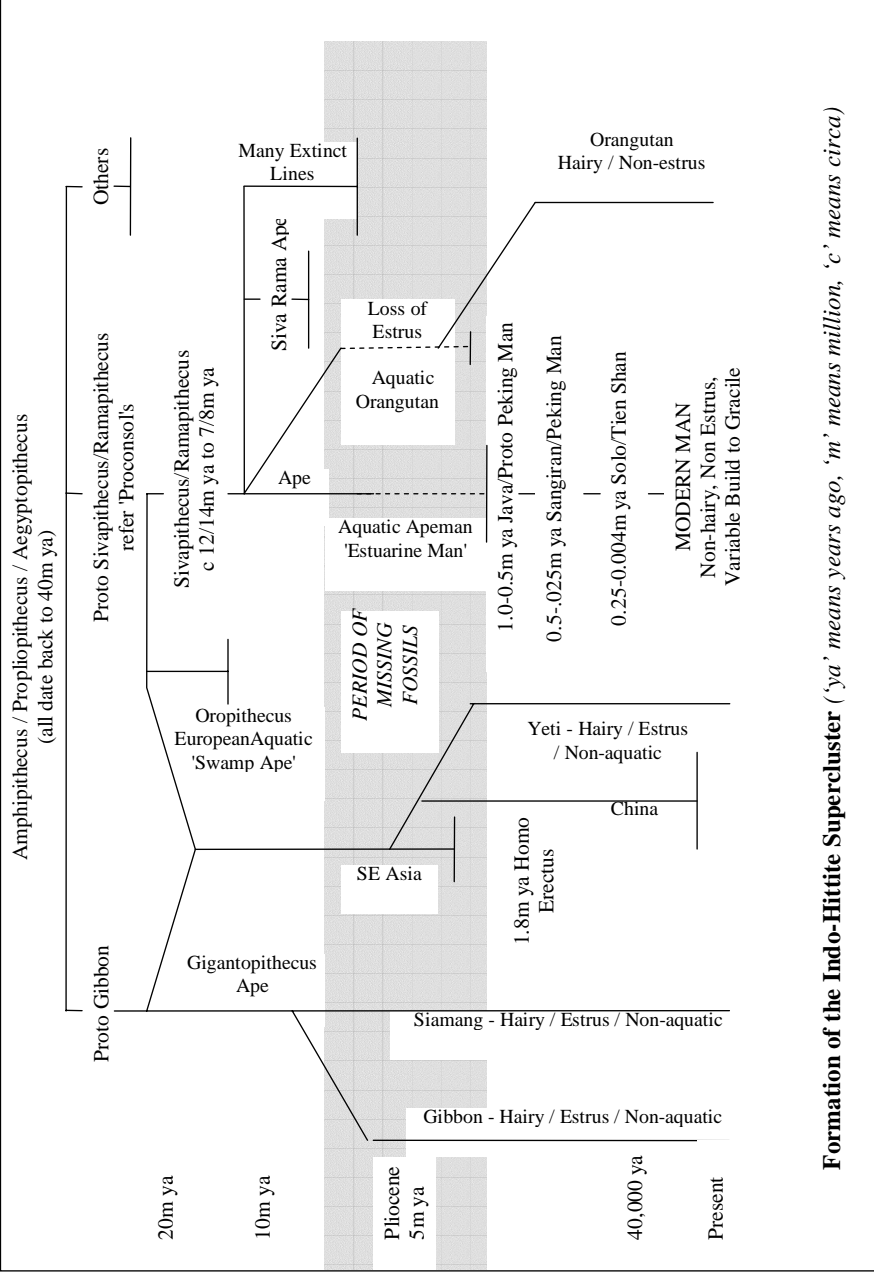 Amphipithecus / Propliopithecus / Aegyptopithecus
(all date back to 40m ya)
Proto Gibbon
Proto Sivapithecus/Ramapithecus
refer 'Proconsol's
Others
20m ya
Sivapithecus/Ramapithecus
c 12/14m ya to 7/8m ya
Many Extinct
Lines
Gigantopithecus
Ape
Oropithecus
EuropeanAquatic
'Swamp Ape'
Ape
Siva Rama Ape
10m ya
PERIOD OF
MISSING
FOSSILS
Loss of
Estrus
Aquatic
Orangutan
Pliocene
5m ya
SE Asia
Aquatic Apeman
'Estuarine Man'
1.8m ya Homo
Erectus
China
Yeti - Hairy / Estrus
/ Non-aquatic
1.0-0.5m ya Java/Proto Peking Man
0.5-.025m ya Sangiran/Peking Man
0.25-0.004m ya Solo/Tien Shan
Orangutan
Hairy / Non-estrus
40,000 ya
Gibbon - Hairy / Estrus / Non-aquatic
Siamang - Hairy / Estrus / Non-aquatic
MODERN MAN
Non-hairy, Non Estrus,
Variable Build to Gracile
Present
Formation of the Indo-Hittite Supercluster ('ya' means years ago, 'm' means million, 'c' means circa)